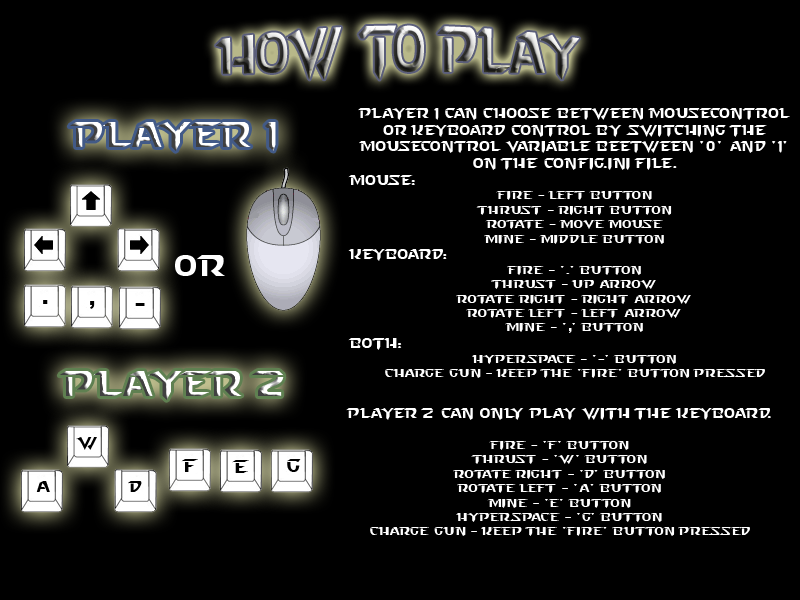 HOW TO PLAY
PLAYER 1
OR
. , -
PLAYER 1 CAN CHOOSE BETWEEN MOUSECONTROL
OR KEYBOARD CONTROL BY SWITCHING THE
MOUSECONTROL VARIABLE BEETWEEN '0' AND '1'
ON THE CONFIG.INI FILE.
MOUSE:
FIRE - LEFT BUTTON
THRUST - RIGHT BUTTON
ROTATE - MOVE MOUSE
MINE - MIDDLE BUTTON
KEYBOARD:
FIRE - '.' BUTTON
THRUST - UP ARROW
ROTATE RIGHT - RIGHT ARROW
ROTATE LEFT - LEFT ARROW
MINE - ',' BUTTON
BOTH:
HYPERSPACE - '-' BUTTON
CHARGE GUN - KEEP THE 'FIRE' BUTTON PRESSED
PLAYER 2
W
A D F E G
PLAYER 2 CAN ONLY PLAY WITH THE KEYBOARD.
FIRE - 'F' BUTTON
THRUST - 'W' BUTTON
ROTATE RIGHT - 'D' BUTTON
ROTATE LEFT - 'A' BUTTON
MINE - 'E' BUTTON
HYPERSPACE - 'G' BUTTON
CHARGE GUN - KEEP THE 'FIRE' BUTTON PRESSED